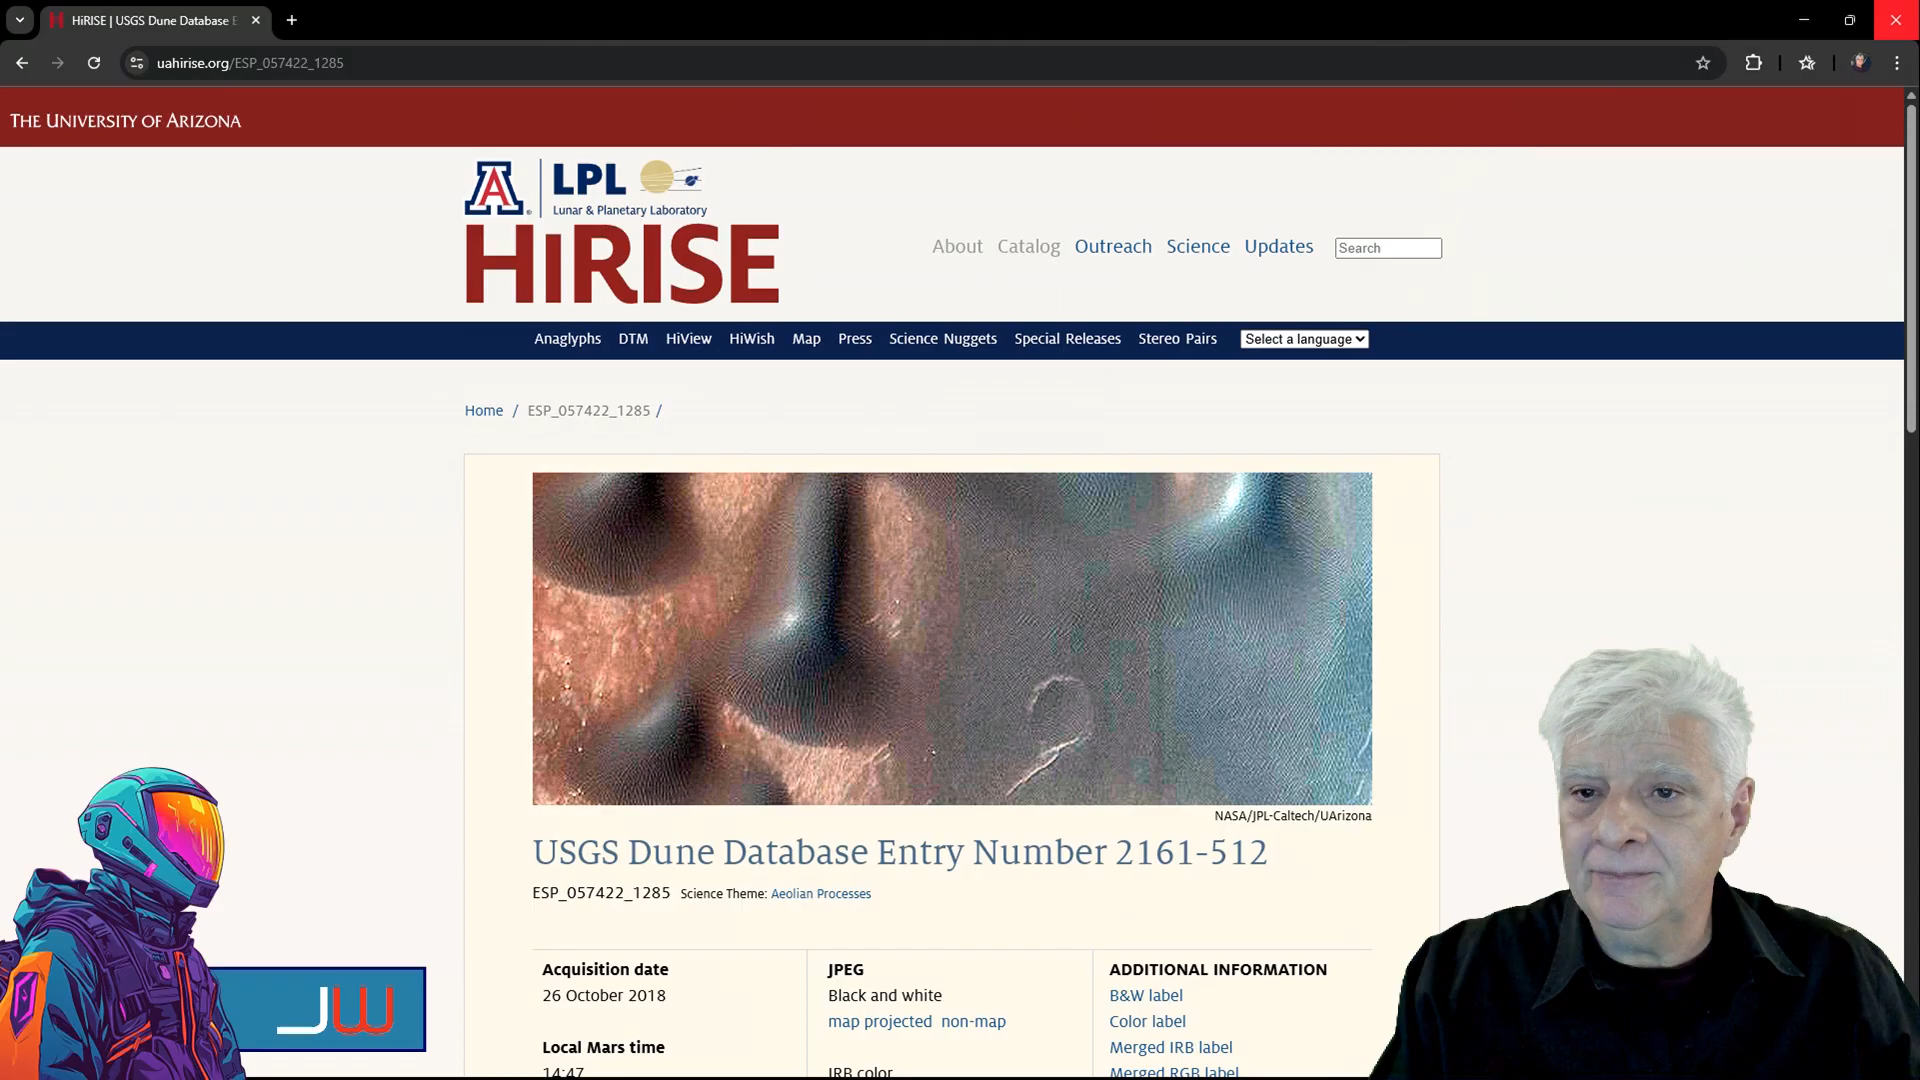 HiRISE | USGS Dune Database E
uahirise.org/ESP_057422_1285
THE UNIVERSITY OF ARIZONA
A LPL
Lunar & Planetary Laboratory
HiRISE
About Catalog Outreach Science Updates Search
Anaglyphs DTM HiView HiWish Map Press Science Nuggets Special Releases Stereo Pairs Select a language
Home / ESP_057422_1285 /
NASA/JPL-Caltech/UArizona
USGS Dune Database Entry Number 2161-512
ESP_057422_1285 Science Theme: Aeolian Processes
Acquisition date
26 October 2018
Local Mars time
14:47
JPEG
Black and white
map projected non-map
IRB color
ADDITIONAL INFORMATION
B&W label
Color label
Merged IRB label
Merged RGB label
JW